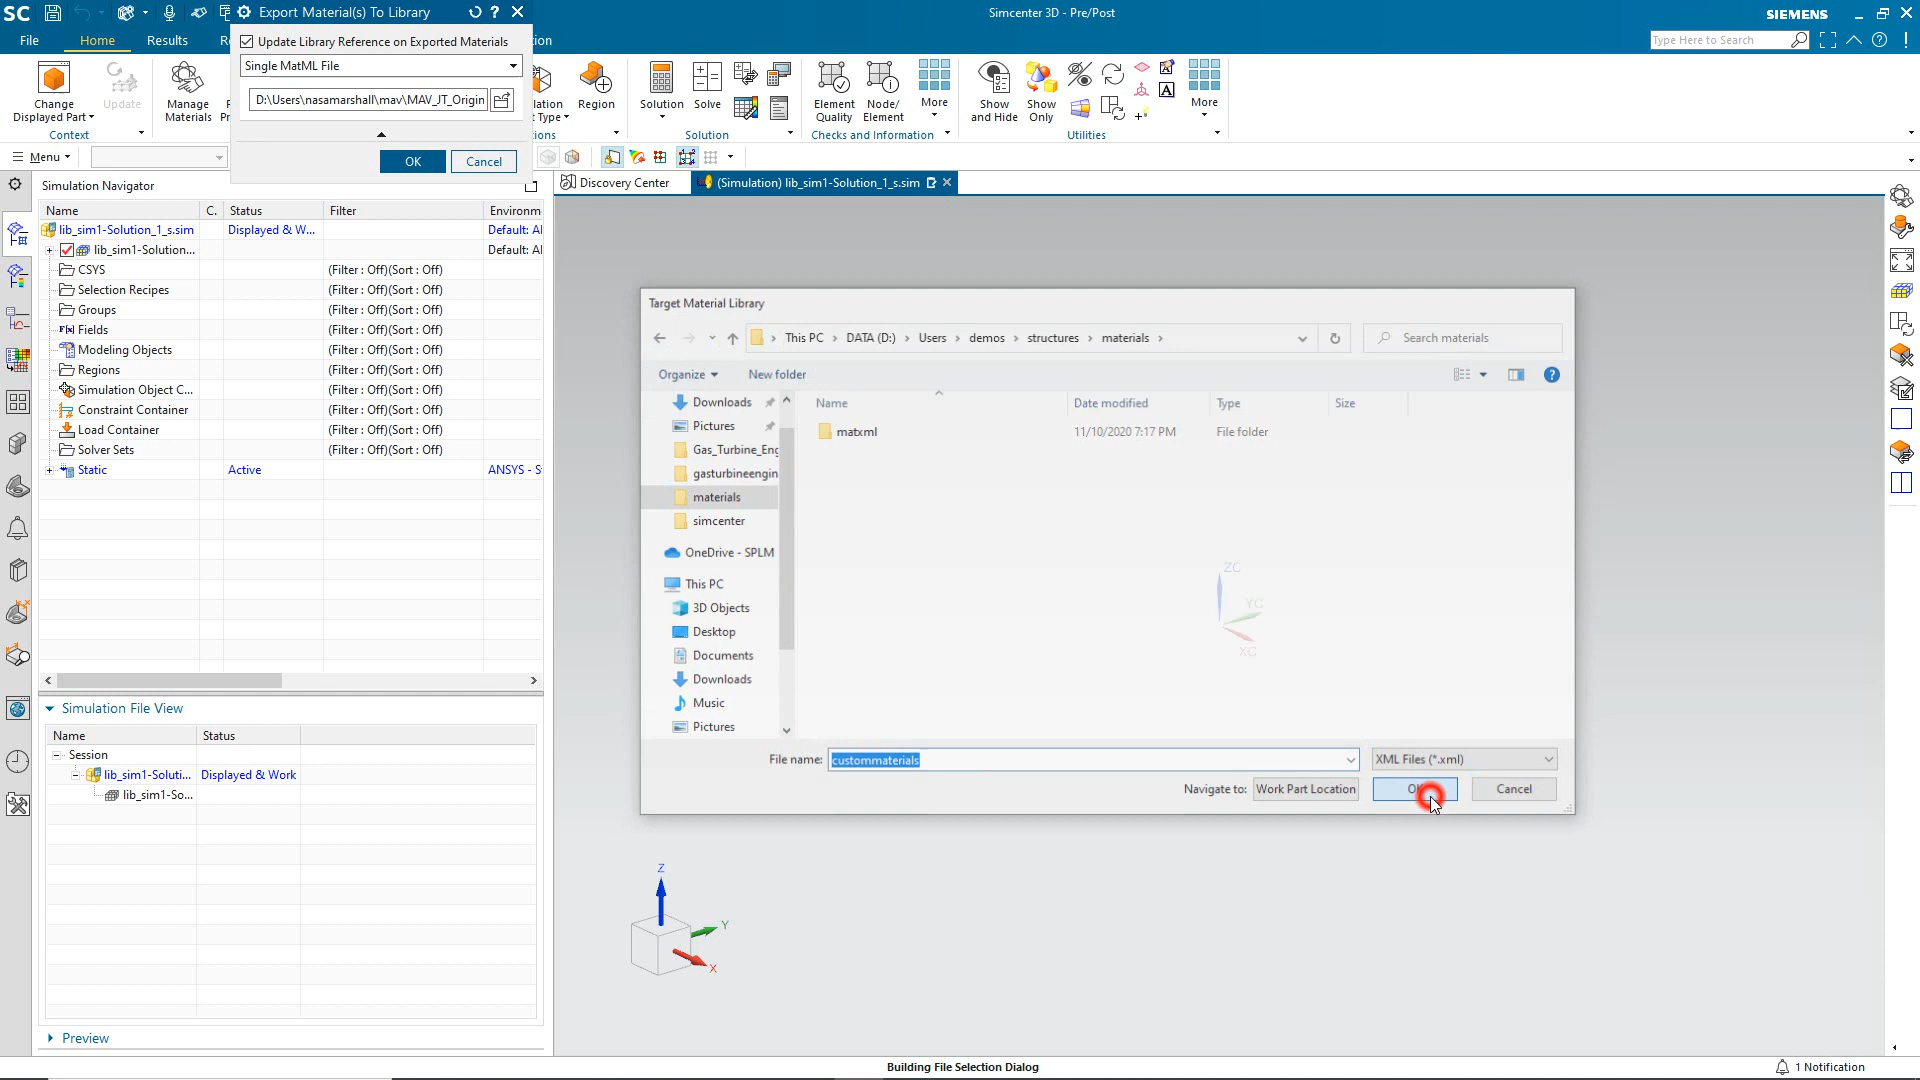 SC
Export Material(s) To Library
Simcenter 3D - Pre/Post
SIEMENS
File
Home
Results
Update Library Reference on Exported Materials
Single MatML File
D:\Users\nasamarshall\mav\MAV_JT_Origin
OK
Cancel
Type Here to Search
Change
Displayed Part
Update
Manage
Materials
Context
Region
Solution
Solve
Solution
Element
Quality
Node/
Element
More
Checks and Information
Show
and Hide
Show
Only
More
Utilities
Menu
Simulation Navigator
Discovery Center
(Simulation) lib_sim1-Solution_1_s.sim
Name
C.
Status
Filter
Environm
lib_sim1-Solution_1_s.sim
Displayed & W...
Default: Al
lib_sim1-Solution...
Default: Al
CSYS
(Filter : Off)(Sort : Off)
Selection Recipes
(Filter : Off)(Sort : Off)
Groups
(Filter : Off)(Sort : Off)
Fields
(Filter : Off)(Sort : Off)
Modeling Objects
(Filter : Off)(Sort : Off)
Regions
(Filter : Off)(Sort : Off)
Simulation Object C...
(Filter : Off)(Sort : Off)
Constraint Container
(Filter : Off)(Sort : Off)
Load Container
(Filter : Off)(Sort : Off)
Solver Sets
(Filter : Off)(Sort : Off)
Static
Active
ANSYS - S
Simulation File View
Name
Status
Session
lib_sim1-Soluti...
Displayed & Work
lib_sim1-So...
Preview
Target Material Library
This PC
DATA (D:)
Users
demos
structures
materials
Search materials
Organize
New folder
Name
Date modified
Type
Size
matxml
11/10/2020 7:17 PM
File folder
Downloads
Pictures
Gas_Turbine_Eng
gasturbineengin
materials
simcenter
OneDrive - SPLM
This PC
3D Objects
Desktop
Documents
Downloads
Music
Pictures
ZC
YC
XC
File name:
custommaterials
XML Files (*.xml)
Navigate to:
Work Part Location
Cancel
Z
Y
X
Building File Selection Dialog
1 Notification